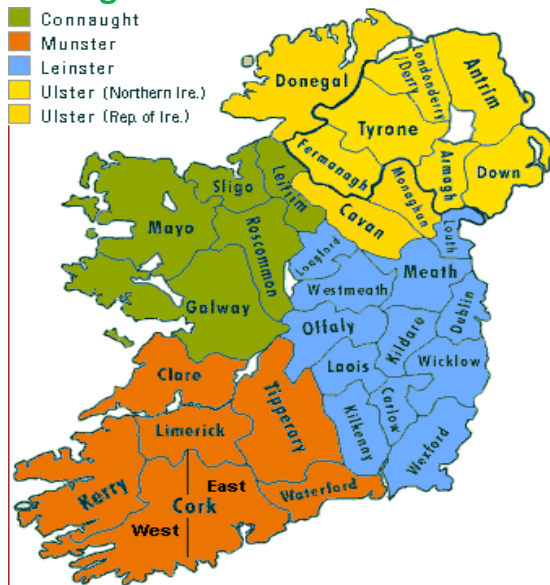 Connaught
Munster
Leinster
Ulster (Northern Ire.)
Ulster (Rep. of Ire.)
Donegal
Londonderry
/Derry
Antrim
Tyrone
Fermanagh
Monaghan
Armagh
Down
Cavan
Sligo
Leitrim
Mayo
Roscommon
Galway
Longford
Louth
Meath
Westmeath
Offaly
Kildare
Dublin
Laois
Wicklow
Carlow
Kilkenny
Wexford
Clare
Tipperary
Limerick
Kerry
Cork
East
West
Waterford